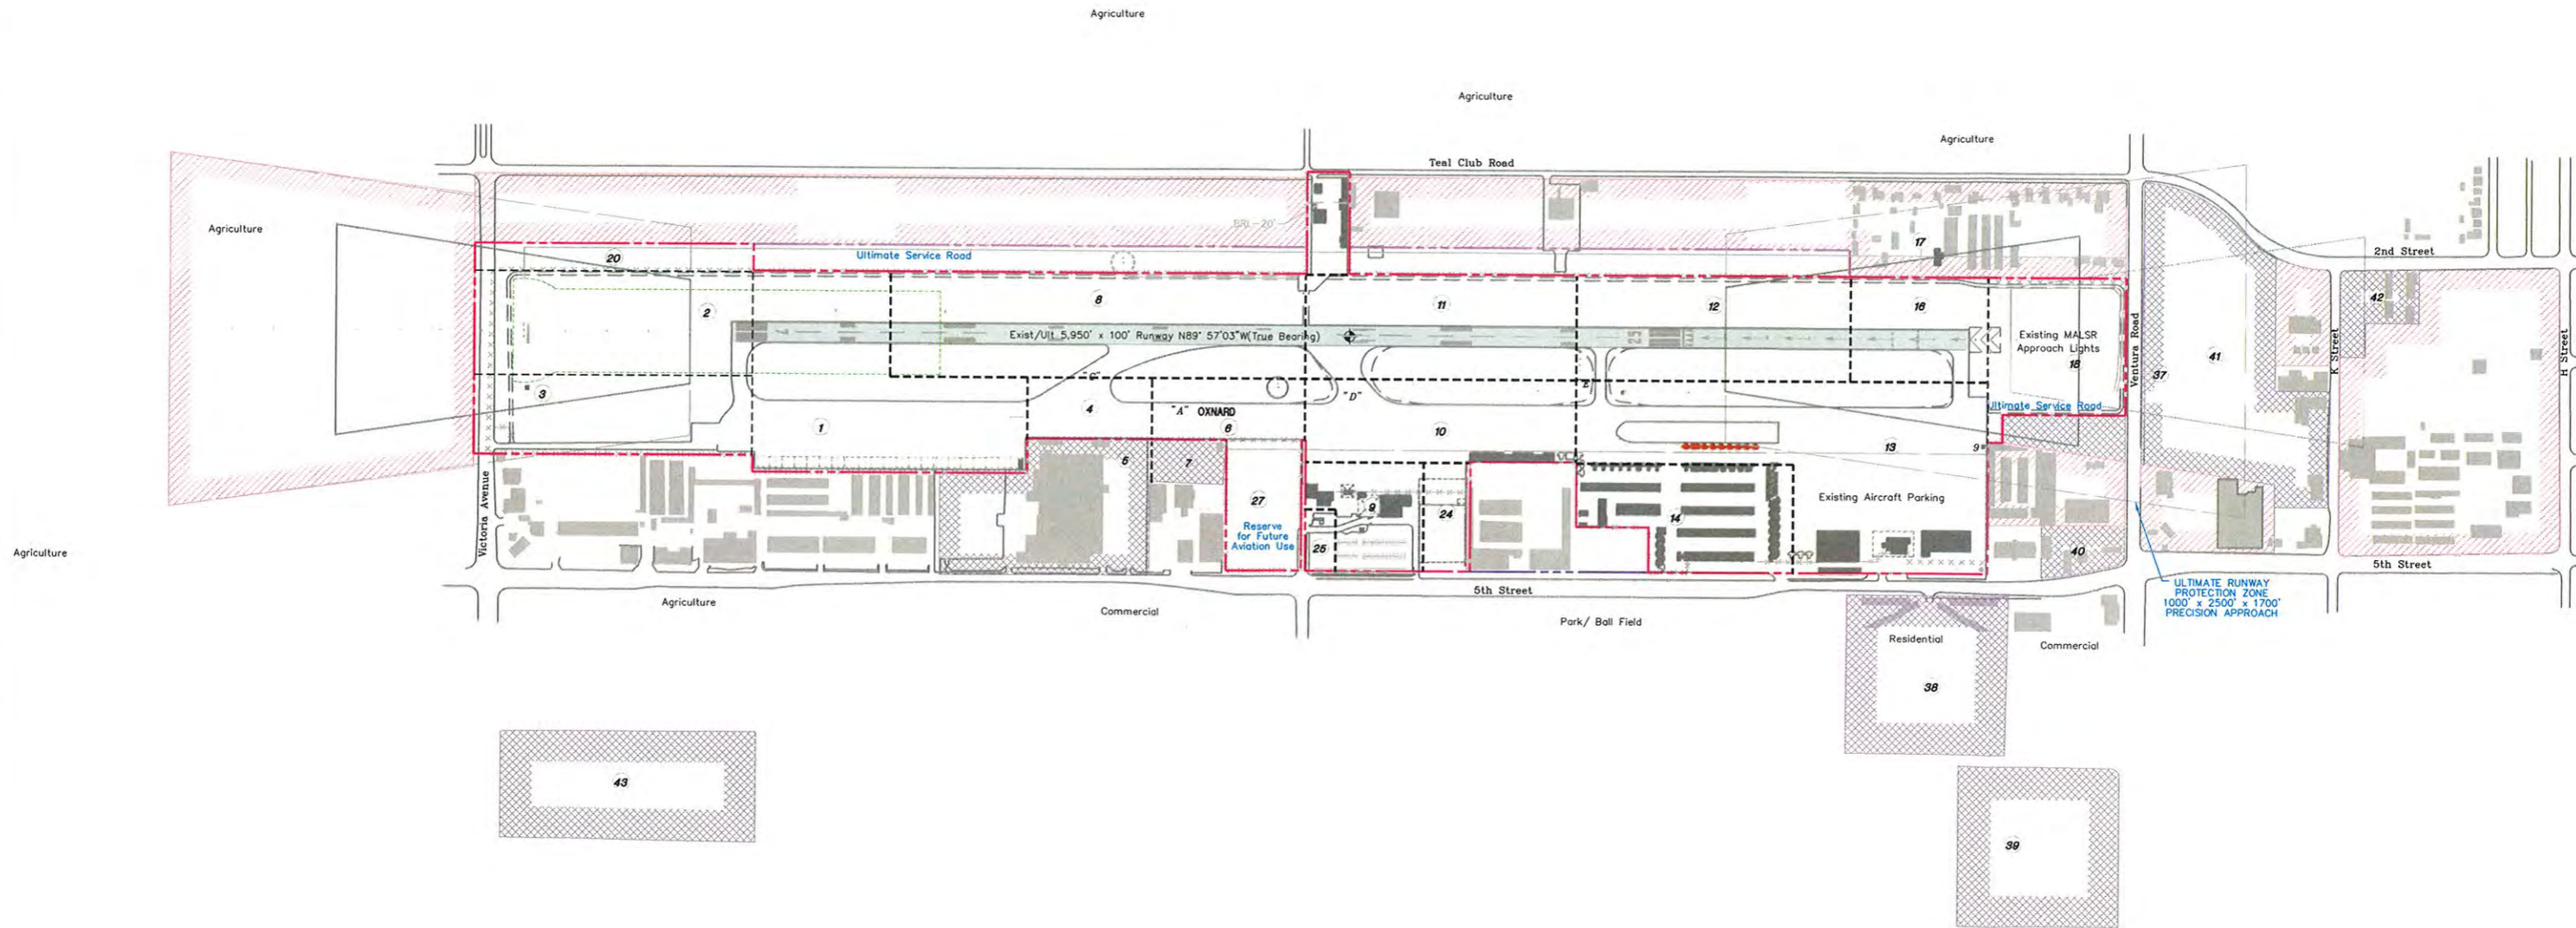 Agriculture
Agriculture
Agriculture
Teal Club Road
Agriculture
BRL-20'
17
2nd Street
20
Ultimate Service Road
42
2
8
11
12
16
Exist/Ult 5,950' x 100' Runway N89° 57'03"W(True Bearing)
25
Existing MALSR
Approach Lights
18
Ventura Road
41
K Street
H Street
37
3
"C"
"D"
E
4
"A" OXNARD
6
Ultimate Service Road
1
10
13
9
5
7
Victoria Avenue
27
Reserve
for Future
Aviation Use
9
24
25
14
Existing Aircraft Parking
40
Agriculture
5th Street
5th Street
ULTIMATE RUNWAY
PROTECTION ZONE
1000' x 2500' x 1700'
PRECISION APPROACH
Agriculture
Commercial
Park/ Ball Field
Residential
Commercial
38
43
39